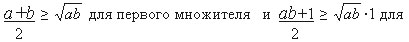 a+b/2 ≥ √ab для первого множителя и ab+1/2 ≥ √ab ·1 для